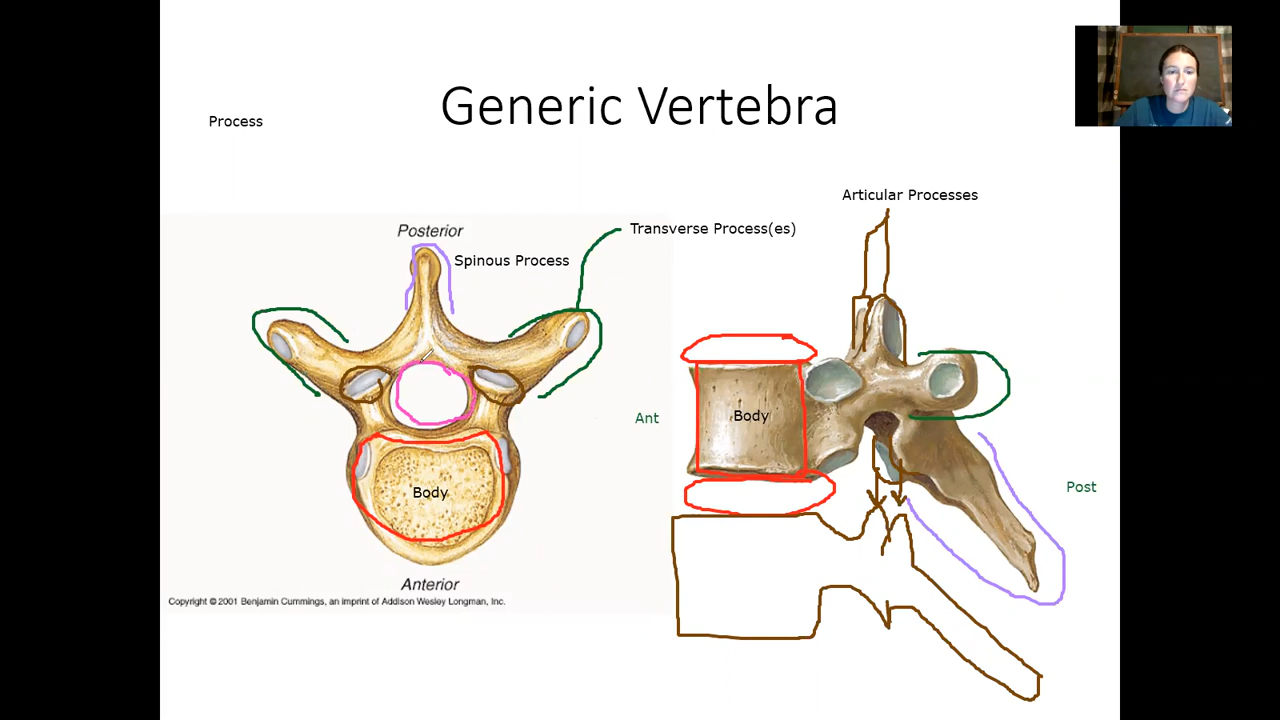 Generic Vertebra
Process
Articular Processes
Posterior
Transverse Process(es)
Spinous Process
Ant
Body
Body
Post
Anterior
Copyright © 2001 Benjamin Cummings, an imprint of Addison Wesley Longman, Inc.